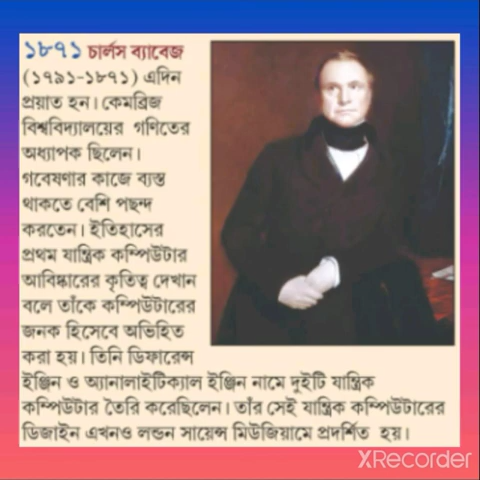 ১৮৭১ চার্লস ব্যাবেজ
(১৭৯১-১৮৭১) এদিন
প্রয়াত হন। কেমব্রিজ
বিশ্ববিদ্যালয়ের গণিতের
অধ্যাপক ছিলেন।
গবেষণার কাজে ব্যস্ত
থাকতে বেশি পছন্দ
করতেন। ইতিহাসের
প্রথম যান্ত্রিক কম্পিউটার
আবিষ্কারের কৃতিত্ব দেখান
বলে তাঁকে কম্পিউটারের
জনক হিসেবে অভিহিত
করা হয়। তিনি ডিফারেন্স
ইঞ্জিন ও অ্যানালাইটিক্যাল ইঞ্জিন নামে দুইটি যান্ত্রিক
কম্পিউটার তৈরি করেছিলেন। তাঁর সেই যান্ত্রিক কম্পিউটারের
ডিজাইন এখনও লন্ডন সায়েন্স মিউজিয়ামে প্রদর্শিত হয়।
XRecorder